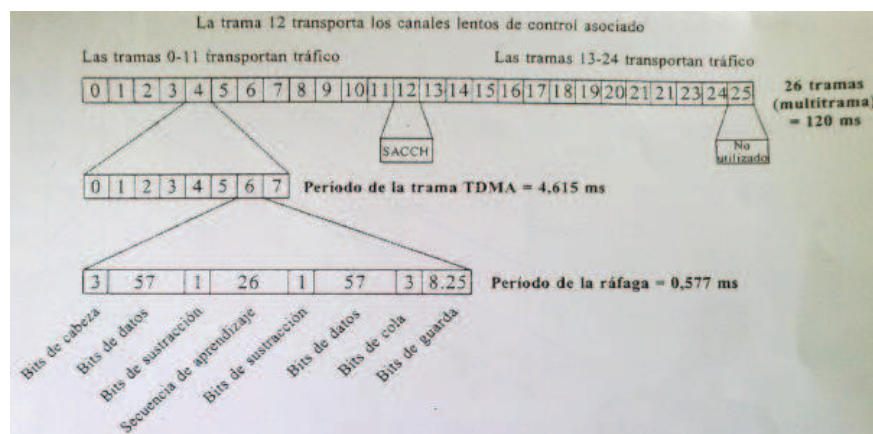 La trama 12 transporta los canales lentos de control asociado
Las tramas 0-11 transportan tráfico
Las tramas 13-24 transportan tráfico
0 1 2 3 4 5 6 7 8 9 10 11 12 13 14 15 16 17 18 19 20 21 21 23 24 25
26 tramas
(multitrama)
= 120 ms
SACCH
No
utilizado
0 1 2 3 4 5 6 7
Período de la trama TDMA = 4,615 ms
3 57 1 26 1 57 3 8.25
Período de la ráfaga = 0,577 ms
Bits de cabeza
Bits de datos
Bits de sustracción
Secuencia de aprendizaje
Bits de sustracción
Bits de datos
Bits de cola
Bits de guarda